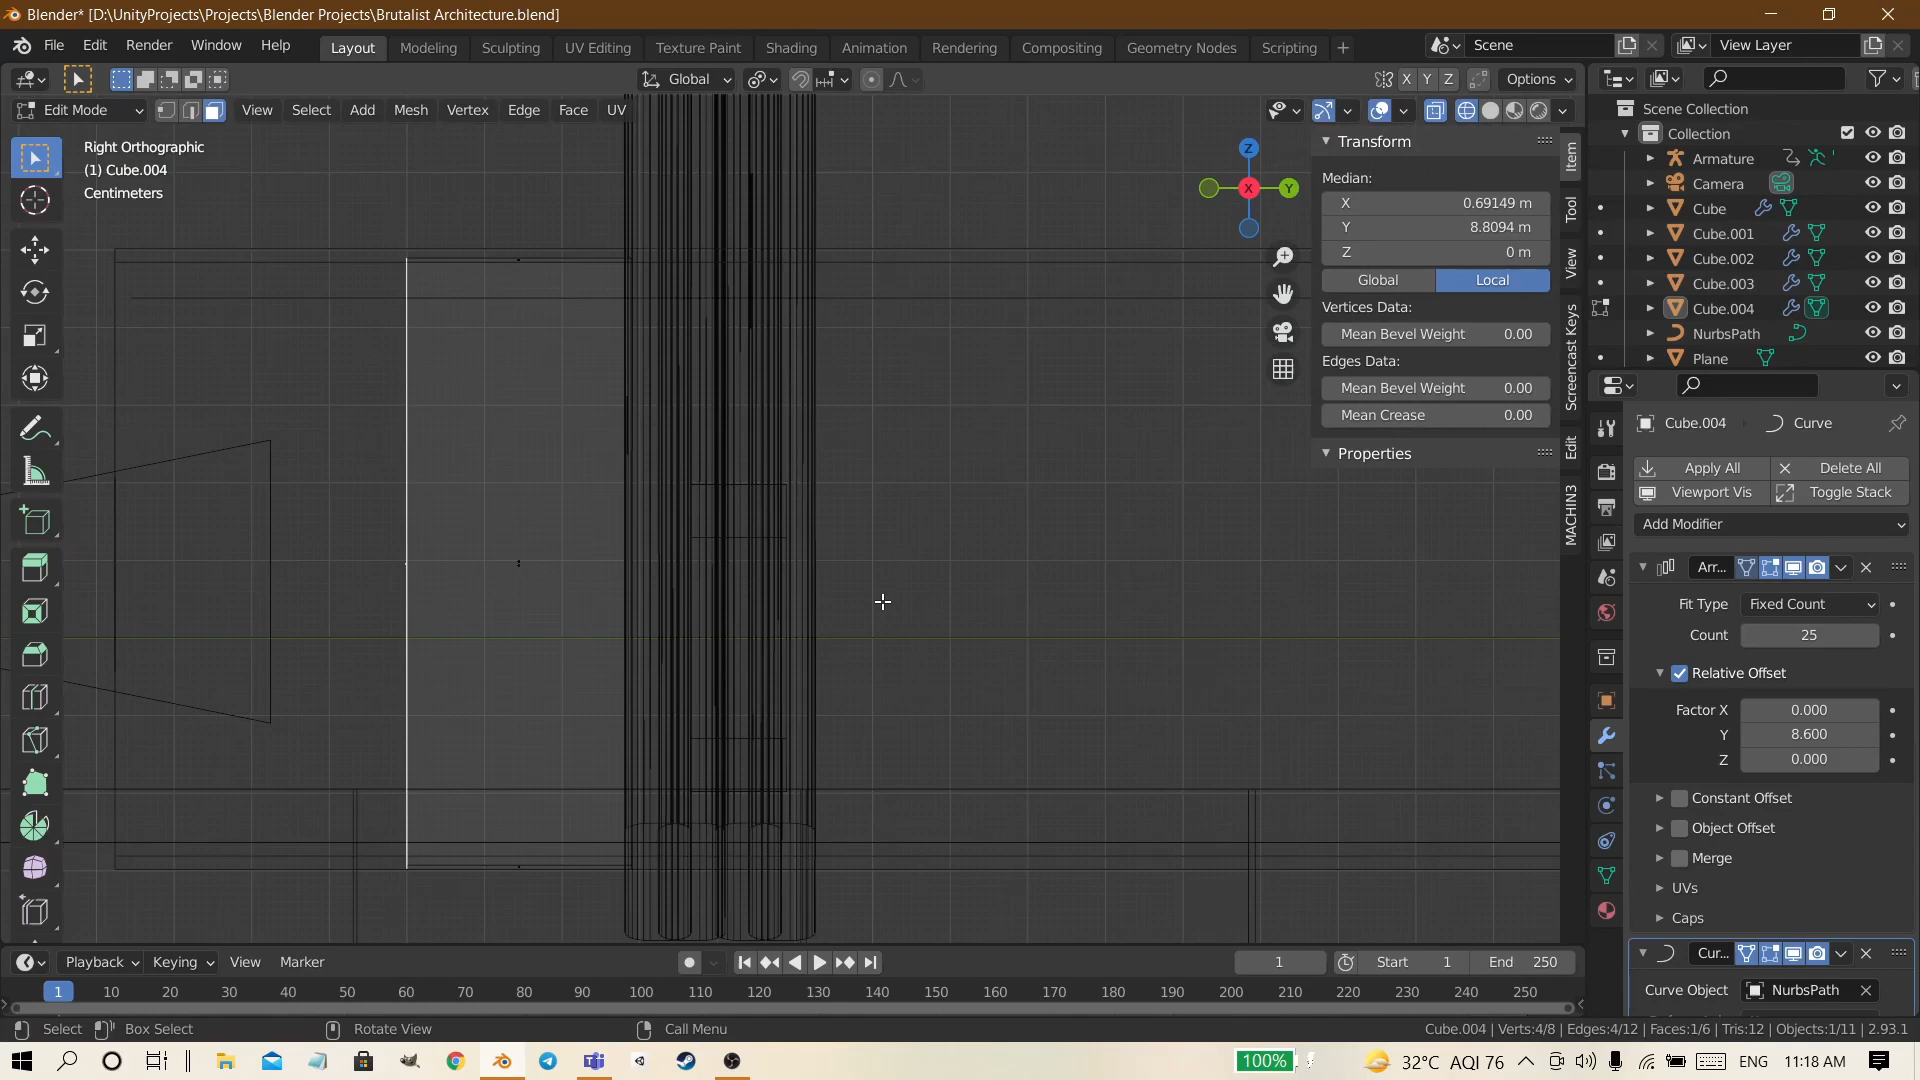 Blender* [D:\UnityProjects\Projects\Blender Projects\Brutalist Architecture.blend]
File Edit Render Window Help
Layout Modeling Sculpting UV Editing Texture Paint Shading Animation Rendering Compositing Geometry Nodes Scripting
Scene
View Layer
Global
X Y Z Options
Edit Mode
View Select Add Mesh Vertex Edge Face UV
Right Orthographic
(1) Cube.004
Centimeters
Z
X
Y
Transform
Median:
X 0.69149 m
Y 8.8094 m
Z 0 m
Global Local
Vertices Data:
Mean Bevel Weight 0.00
Edges Data:
Mean Bevel Weight 0.00
Mean Crease 0.00
Properties
Item
Tool
View
Screencast Keys
Edit
MACHIN3
Scene Collection
Collection
Armature
Camera
Cube
Cube.001
Cube.002
Cube.003
Cube.004
NurbsPath
Plane
Cube.004 Curve
Apply All Delete All
Viewport Vis Toggle Stack
Add Modifier
Arr...
Fit Type Fixed Count
Count 25
Relative Offset
Factor X 0.000
Y 8.600
Z 0.000
Constant Offset
Object Offset
Merge
UVs
Caps
Cur...
Curve Object NurbsPath
Playback Keying View Marker
1 Start 1 End 250
1 10 20 30 40 50 60 70 80 90 100 110 120 130 140 150 160 170 180 190 200 210 220 230 240 250
Select Box Select Rotate View Call Menu
Cube.004 | Verts:4/8 | Edges:4/12 | Faces:1/6 | Tris:12 | Objects:1/11 | 2.93.1
100% 32°C AQI 76 ENG 11:18 AM